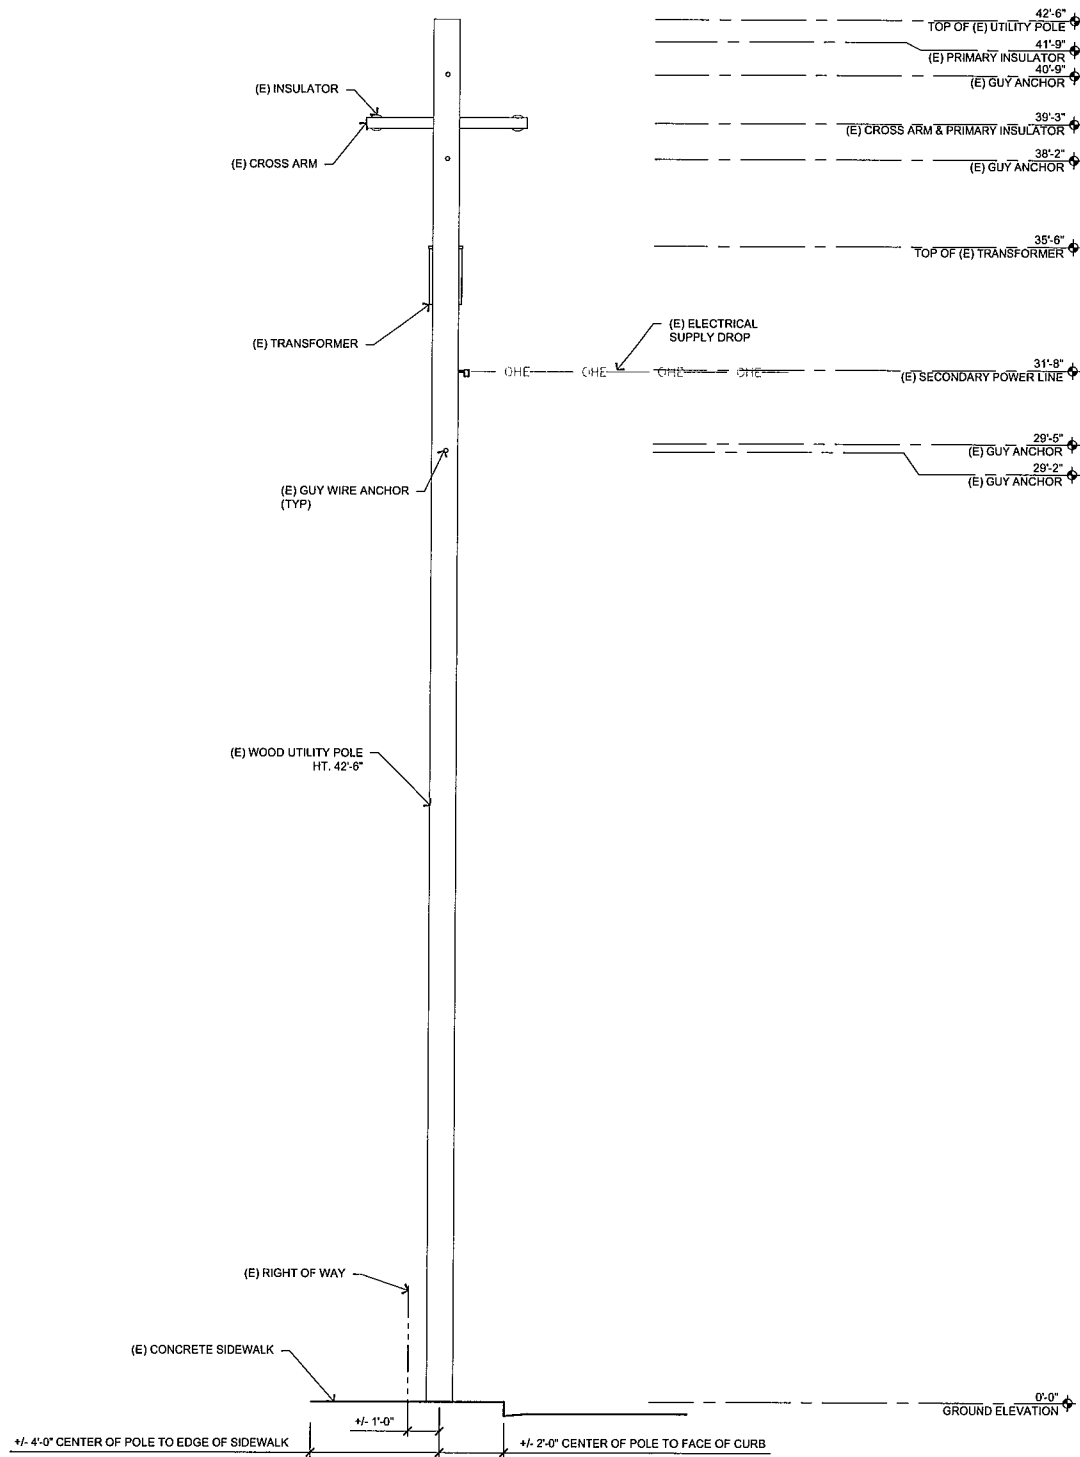 42'-6"
TOP OF (E) UTILITY POLE
41'-9"
(E) PRIMARY INSULATOR
40'-9"
(E) GUY ANCHOR
(E) INSULATOR
39'-3"
(E) CROSS ARM & PRIMARY INSULATOR
(E) CROSS ARM
38'-2"
(E) GUY ANCHOR
35'-6"
TOP OF (E) TRANSFORMER
(E) TRANSFORMER
(E) ELECTRICAL
SUPPLY DROP
OHE OHE OHE OHE
31'-8"
(E) SECONDARY POWER LINE
29'-5"
(E) GUY ANCHOR
29'-2"
(E) GUY ANCHOR
(E) GUY WIRE ANCHOR
(TYP)
(E) WOOD UTILITY POLE
HT. 42'-6"
(E) RIGHT OF WAY
(E) CONCRETE SIDEWALK
0'-0"
GROUND ELEVATION
+/- 1'-0"
+/- 4'-0" CENTER OF POLE TO EDGE OF SIDEWALK
+/- 2'-0" CENTER OF POLE TO FACE OF CURB